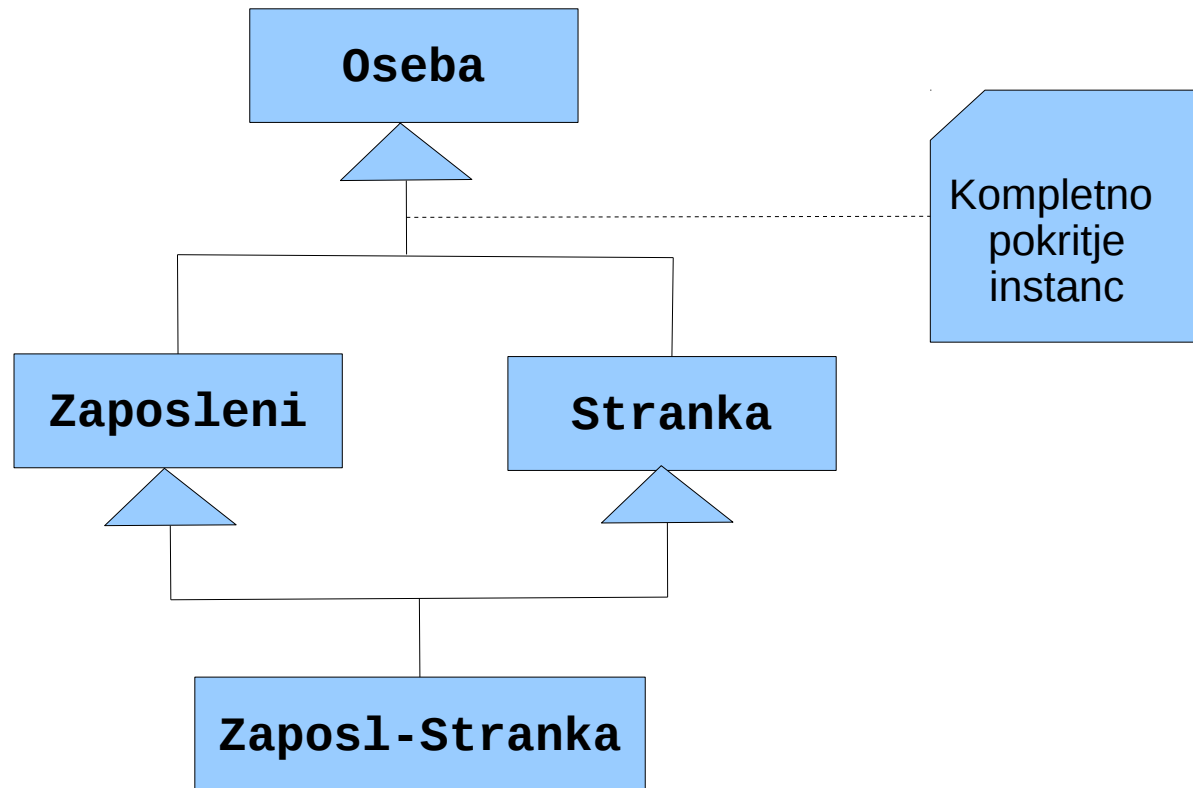 Oseba
Kompletno
pokritje
instanc
Zaposleni
Stranka
Zaposl-Stranka